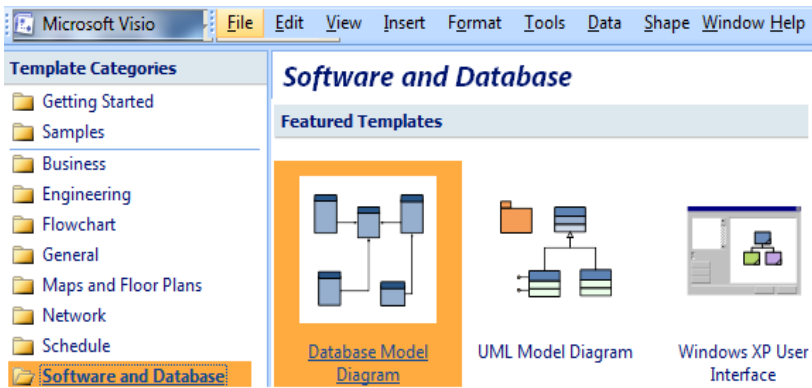 Microsoft Visio File Edit View Insert Format Tools Data Shape Window Help
Template Categories
Getting Started
Samples
Business
Engineering
Flowchart
General
Maps and Floor Plans
Network
Schedule
Software and Database
Software and Database
Featured Templates
Database Model
Diagram
UML Model Diagram
Windows XP User
Interface